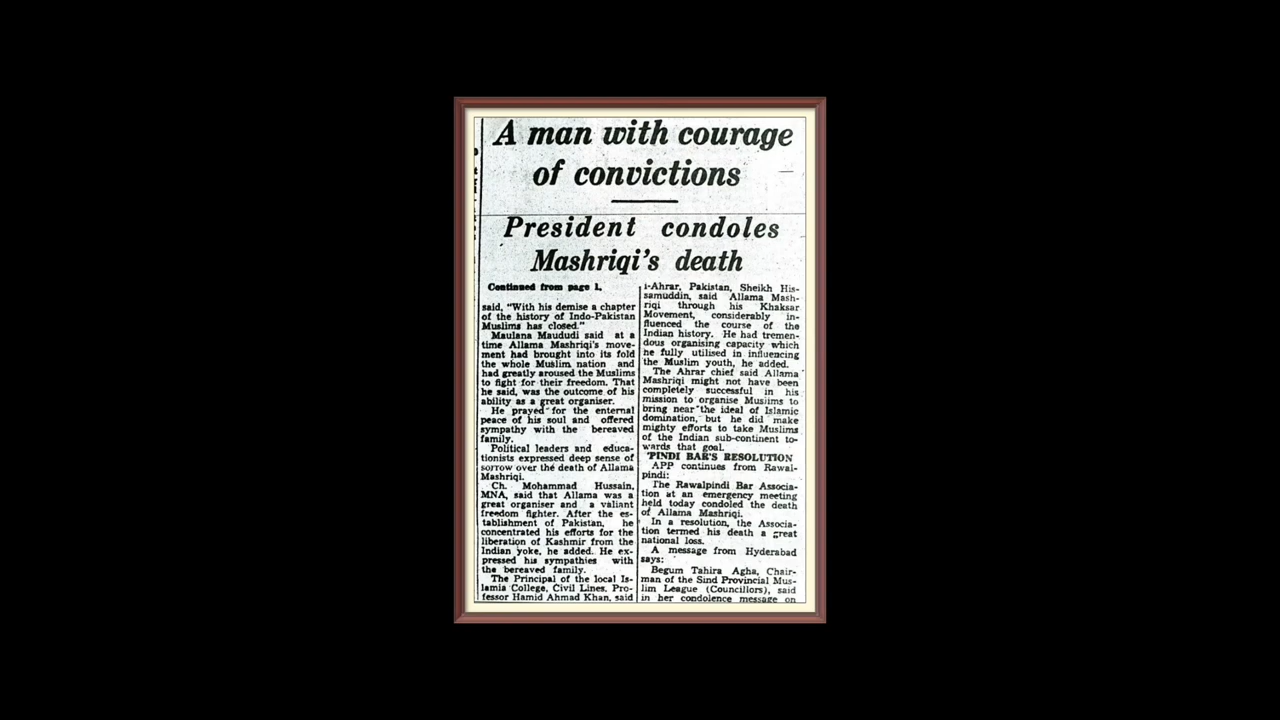 A man with courage
of convictions
President condoles
Mashriqi's death
Continued from page 1.
said, "With his demise a chapter
of the history of Indo-Pakistan
Muslims has closed."
Maulana Maududi said at a
time Allama Mashriqi's move-
ment had brought into its fold
the whole Muslim nation and
had greatly aroused the Muslims
to fight for their freedom. That
he said, was the outcome of his
ability as a great organiser.
He prayed for the enternal
peace of his soul and offered
sympathy with the bereaved
family.
Political leaders and educa-
tionists expressed deep sense of
sorrow over the death of Allama
Mashriqi.
Ch. Mohammad Hussain,
MNA, said that Allama was a
great organiser and a valiant
freedom fighter. After the es-
tablishment of Pakistan, he
concentrated his efforts for the
liberation of Kashmir from the
Indian yoke, he added. He ex-
pressed his sympathies with
the bereaved family.
The Principal of the local Is-
lamia College, Civil Lines, Pro-
fessor Hamid Ahmad Khan, said
i-Ahrar, Pakistan, Sheikh His-
samuddin, said Allama Mash-
riqi through his Khaksar
Movement, considerably in-
fluenced the course of the
Indian history. He had tremen-
dous organising capacity which
he fully utilised in influencing
the Muslim youth, he added.
The Ahrar chief said Allama
Mashriqi might not have been
completely successful in his
mission to organise Muslims to
bring near the ideal of Islamic
domination, but he did make
mighty efforts to take Muslims
of the Indian sub-continent to-
wards that goal.
'PINDI BAR'S RESOLUTION
APP continues from Rawal-
pindi:
The Rawalpindi Bar Associa-
tion at an emergency meeting
held today condoled the death
of Allama Mashriqi.
In a resolution, the Associa-
tion termed his death a great
national loss.
A message from Hyderabad
says:
Begum Tahira Agha, Chair-
man of the Sind Provincial Mus-
lim League (Councillors), said
in her condolence message on